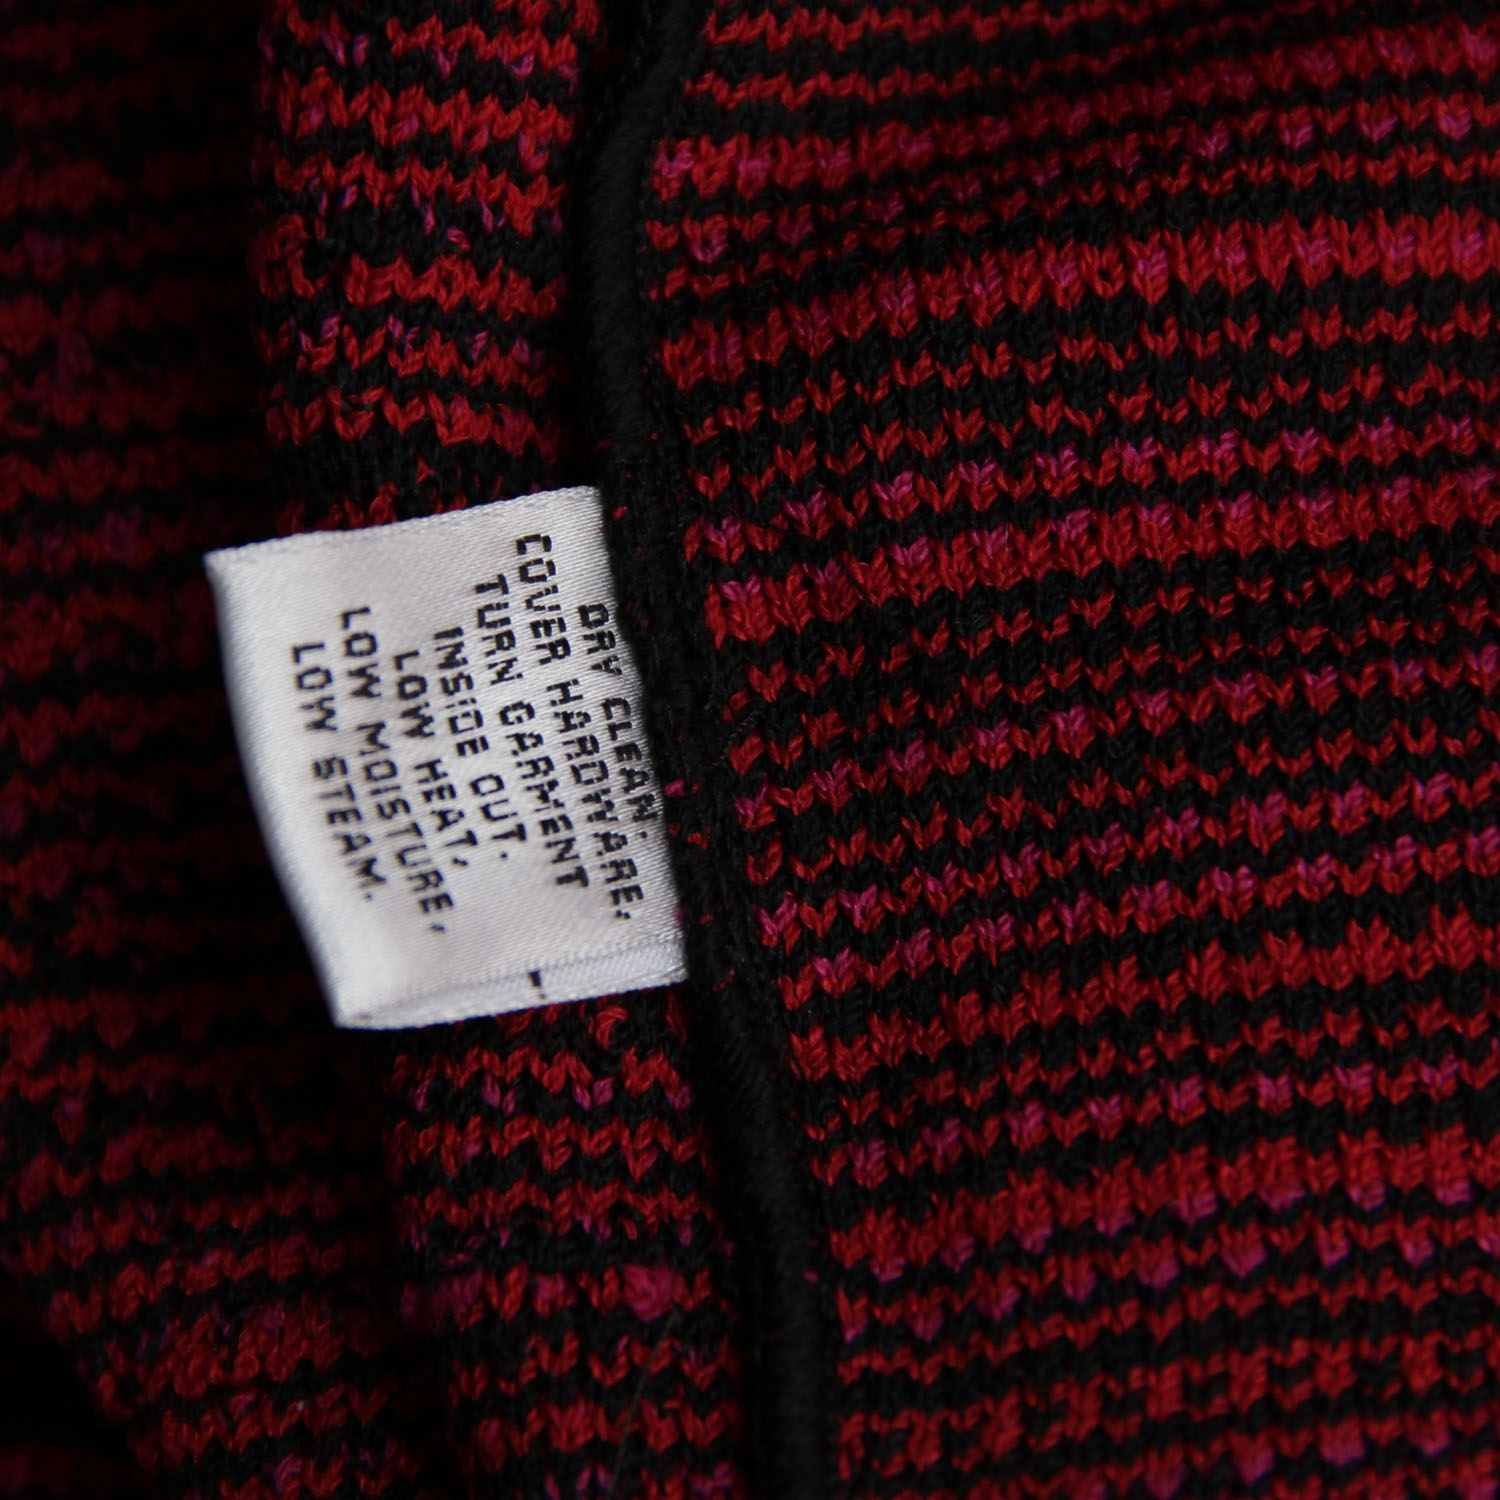 DRY CLEAN.
COVER HARDWARE,
TURN GARMENT
INSIDE OUT.
LOW HEAT,
LOW MOISTURE,
LOW STEAM.